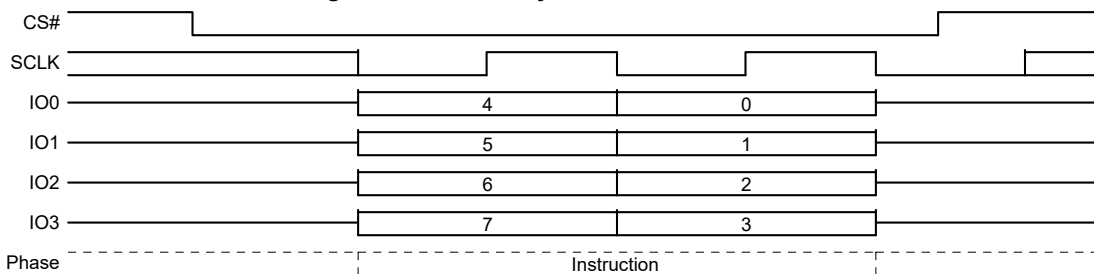 CS#
SCLK
IO0 4 0
IO1 5 1
IO2 6 2
IO3 7 3
Phase Instruction